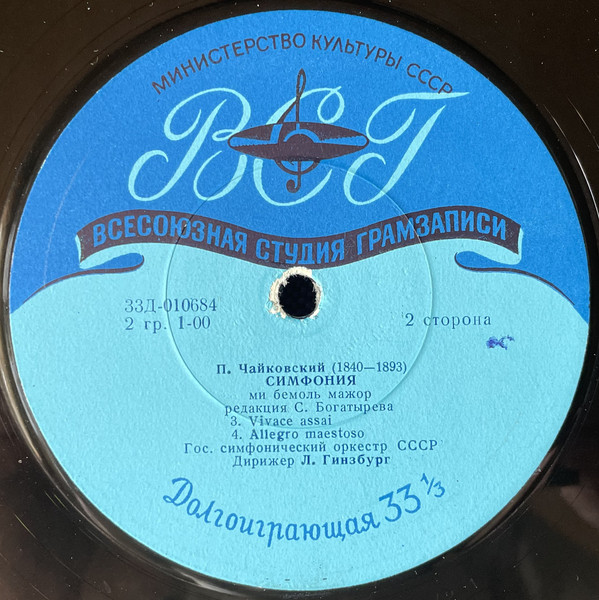 МИНИСТЕРСТВО КУЛЬТУРЫ СССР
ВСГ
ВСЕСОЮЗНАЯ СТУДИЯ ГРАМЗАПИСИ
33Д-010684
2 гр. 1-00
2 сторона
П. Чайковский (1840—1893)
СИМФОНИЯ
ми бемоль мажор
редакция С. Богатырева
3. Vivace assai
4. Allegro maestoso
Гос. симфонический оркестр СССР
Дирижер Л. Гинзбург
Долгоиграющая 33 ⅓